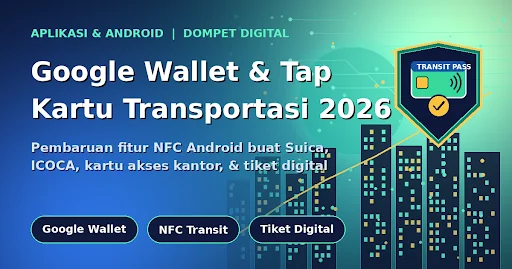 APLIKASI & ANDROID | DOMPET DIGITAL
Google Wallet & Tap
Kartu Transportasi 2026
TRANSIT PASS
Pembaruan fitur NFC Android buat Suica,
ICOCA, kartu akses kantor, & tiket digital
Google Wallet
NFC Transit
Tiket Digital